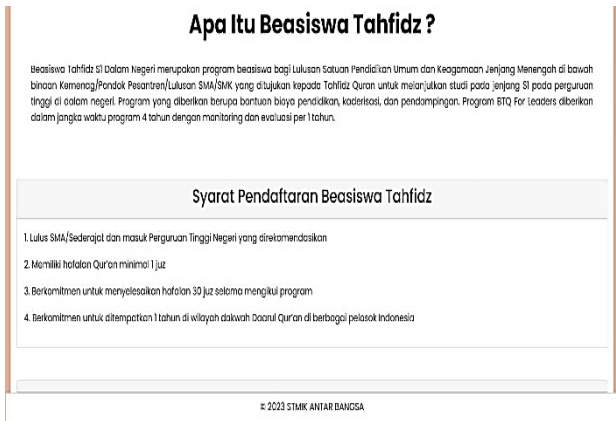 Apa Itu Beasiswa Tahfidz ?
Beasiswa Tahfidz S1 Dalam Negeri merupakan program beasiswa bagi Lulusan Satuan Pendidikan Umum dan Keagamaan Jenjang Menengah di bawah
binaan Kemenag/Pondok Pesantren/Lulusan SMA/SMK yang ditujukan kepada Tahfidz Quran untuk melanjutkan studi pada jenjang S1 pada perguruan
tinggi di dalam negeri. Program yang diberikan berupa bantuan biaya pendidikan, kaderisasi, dan pendampingan. Program BTQ For Leaders diberikan
dalam jangka waktu program 4 tahun dengan monitoring dan evaluasi per 1 tahun.
Syarat Pendaftaran Beasiswa Tahfidz
1. Lulus SMA/Sederajat dan masuk Perguruan Tinggi Negeri yang direkomendasikan
2. Memiliki hafalan Qur'an minimal 1 juz
3. Berkomitmen untuk menyelesaikan hafalan 30 juz selama mengikui program
4. Berkomitmen untuk ditempatkan 1 tahun di wilayah dakwah Daarul Qur'an di berbagai pelosok Indonesia
© 2023 STMIK ANTAR BANGSA